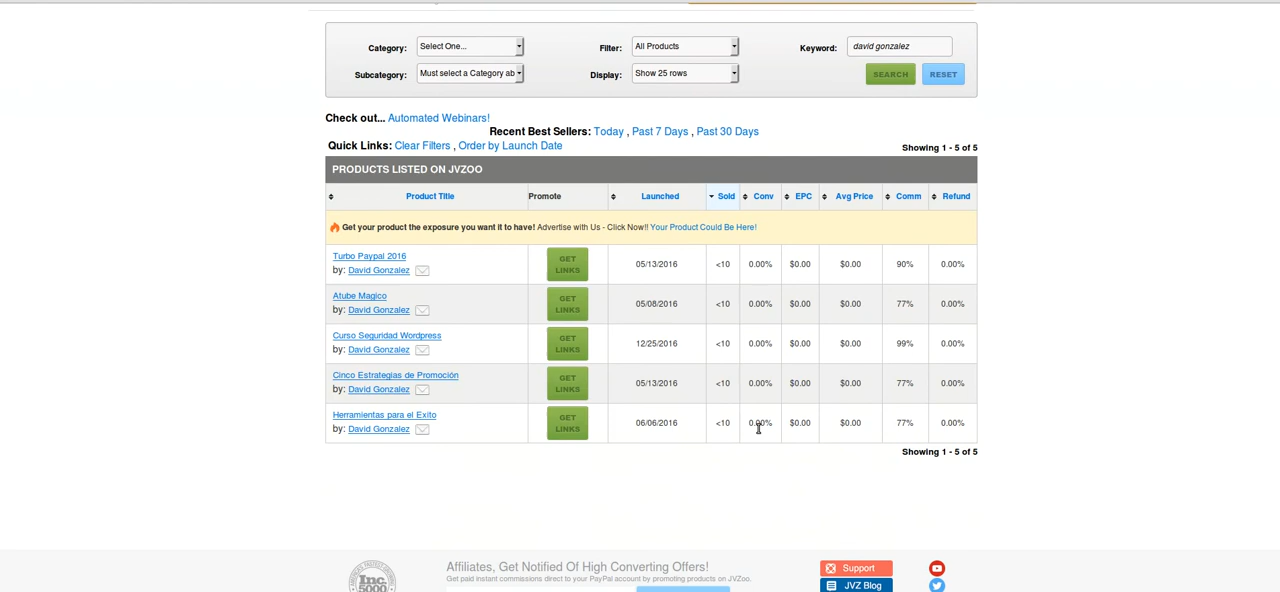 Category: Select One... Filter: All Products Keyword: david gonzalez
Subcategory: Must select a Category ab Display: Show 25 rows SEARCH RESET
Check out... Automated Webinars!
Recent Best Sellers: Today , Past 7 Days , Past 30 Days
Quick Links: Clear Filters , Order by Launch Date Showing 1 - 5 of 5
PRODUCTS LISTED ON JVZOO
Product Title Promote Launched Sold Conv EPC Avg Price Comm Refund
Get your product the exposure you want it to have! Advertise with Us - Click Now!! Your Product Could Be Here!
Turbo Paypal 2016
by: David Gonzalez GET LINKS 05/13/2016 <10 0.00% $0.00 $0.00 90% 0.00%
Atube Magico
by: David Gonzalez GET LINKS 05/08/2016 <10 0.00% $0.00 $0.00 77% 0.00%
Curso Seguridad Wordpress
by: David Gonzalez GET LINKS 12/25/2016 <10 0.00% $0.00 $0.00 99% 0.00%
Cinco Estrategias de Promoción
by: David Gonzalez GET LINKS 05/13/2016 <10 0.00% $0.00 $0.00 77% 0.00%
Herramientas para el Exito
by: David Gonzalez GET LINKS 06/06/2016 <10 0.00% $0.00 $0.00 77% 0.00%
Showing 1 - 5 of 5
Affiliates, Get Notified Of High Converting Offers!
Get paid instant commissions direct to your PayPal account by promoting products on JVZoo.
Support
JVZ Blog
Inc.
5000